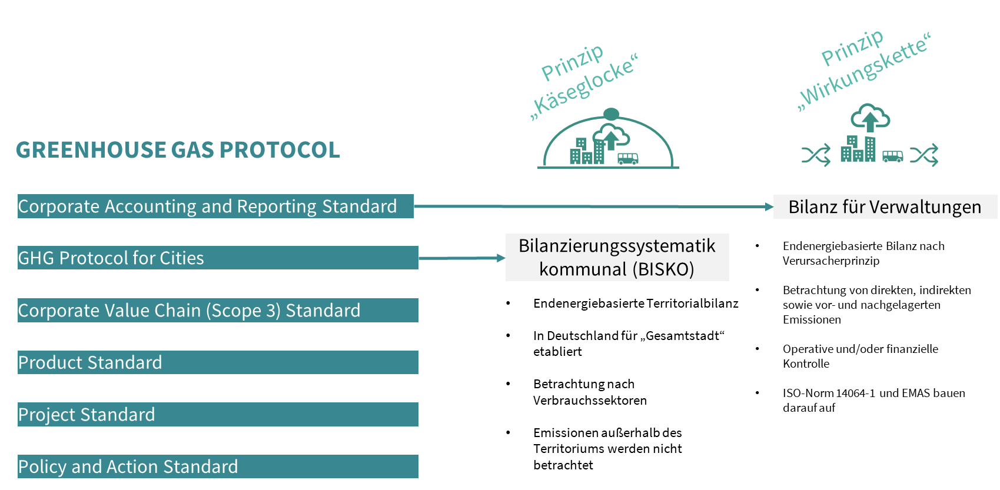 Prinzip
„Käseglocke“
Prinzip
„Wirkungskette“
GREENHOUSE GAS PROTOCOL
Corporate Accounting and Reporting Standard
GHG Protocol for Cities
Corporate Value Chain (Scope 3) Standard
Product Standard
Project Standard
Policy and Action Standard
Bilanzierungssystematik
kommunal (BISKO)
• Endenergiebasierte Territorialbilanz
• In Deutschland für „Gesamtstadt“
etabliert
• Betrachtung nach
Verbrauchssektoren
• Emissionen außerhalb des
Territoriums werden nicht
betrachtet
Bilanz für Verwaltungen
• Endenergiebasierte Bilanz nach
Verursacherprinzip
• Betrachtung von direkten, indirekten
sowie vor- und nachgelagerten
Emissionen
• Operative und/oder finanzielle
Kontrolle
• ISO-Norm 14064-1 und EMAS bauen
darauf auf